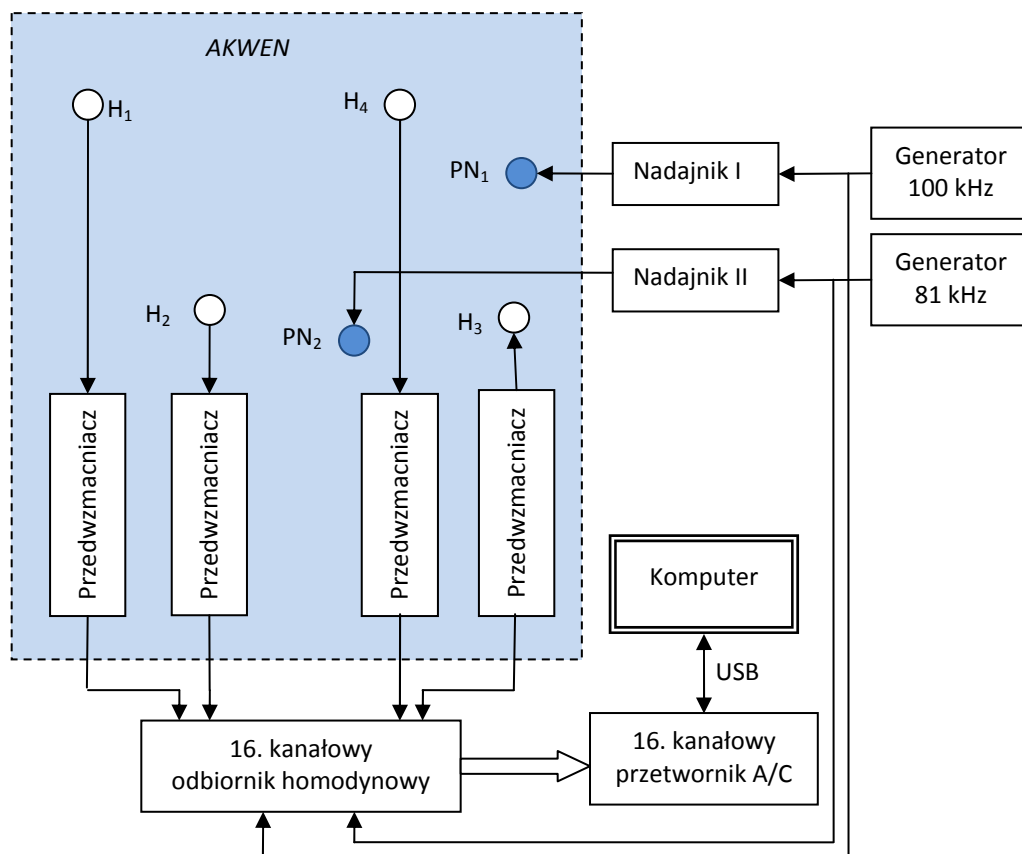 AKWEN
H1
H4
PN1
Nadajnik I
Generator
100 kHz
H2
PN2
H3
Nadajnik II
Generator
81 kHz
Przedwzmacniacz
Przedwzmacniacz
Przedwzmacniacz
Przedwzmacniacz
Komputer
USB
16. kanałowy
odbiornik homodynowy
16. kanałowy
przetwornik A/C